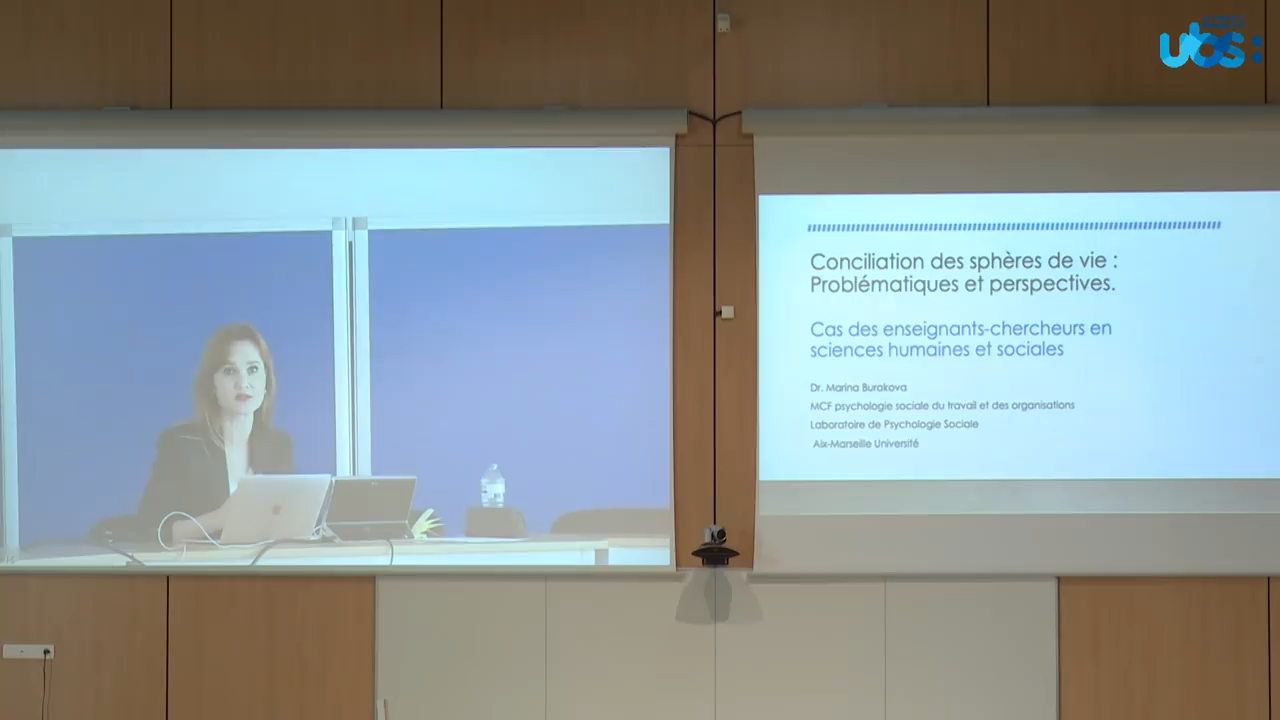 ubs:
Conciliation des sphères de vie :
Problématiques et perspectives.
Cas des enseignants-chercheurs en
sciences humaines et sociales
Dr. Marina Burakova
MCF psychologie sociale du travail et des organisations
Laboratoire de Psychologie Sociale
Aix-Marseille Université